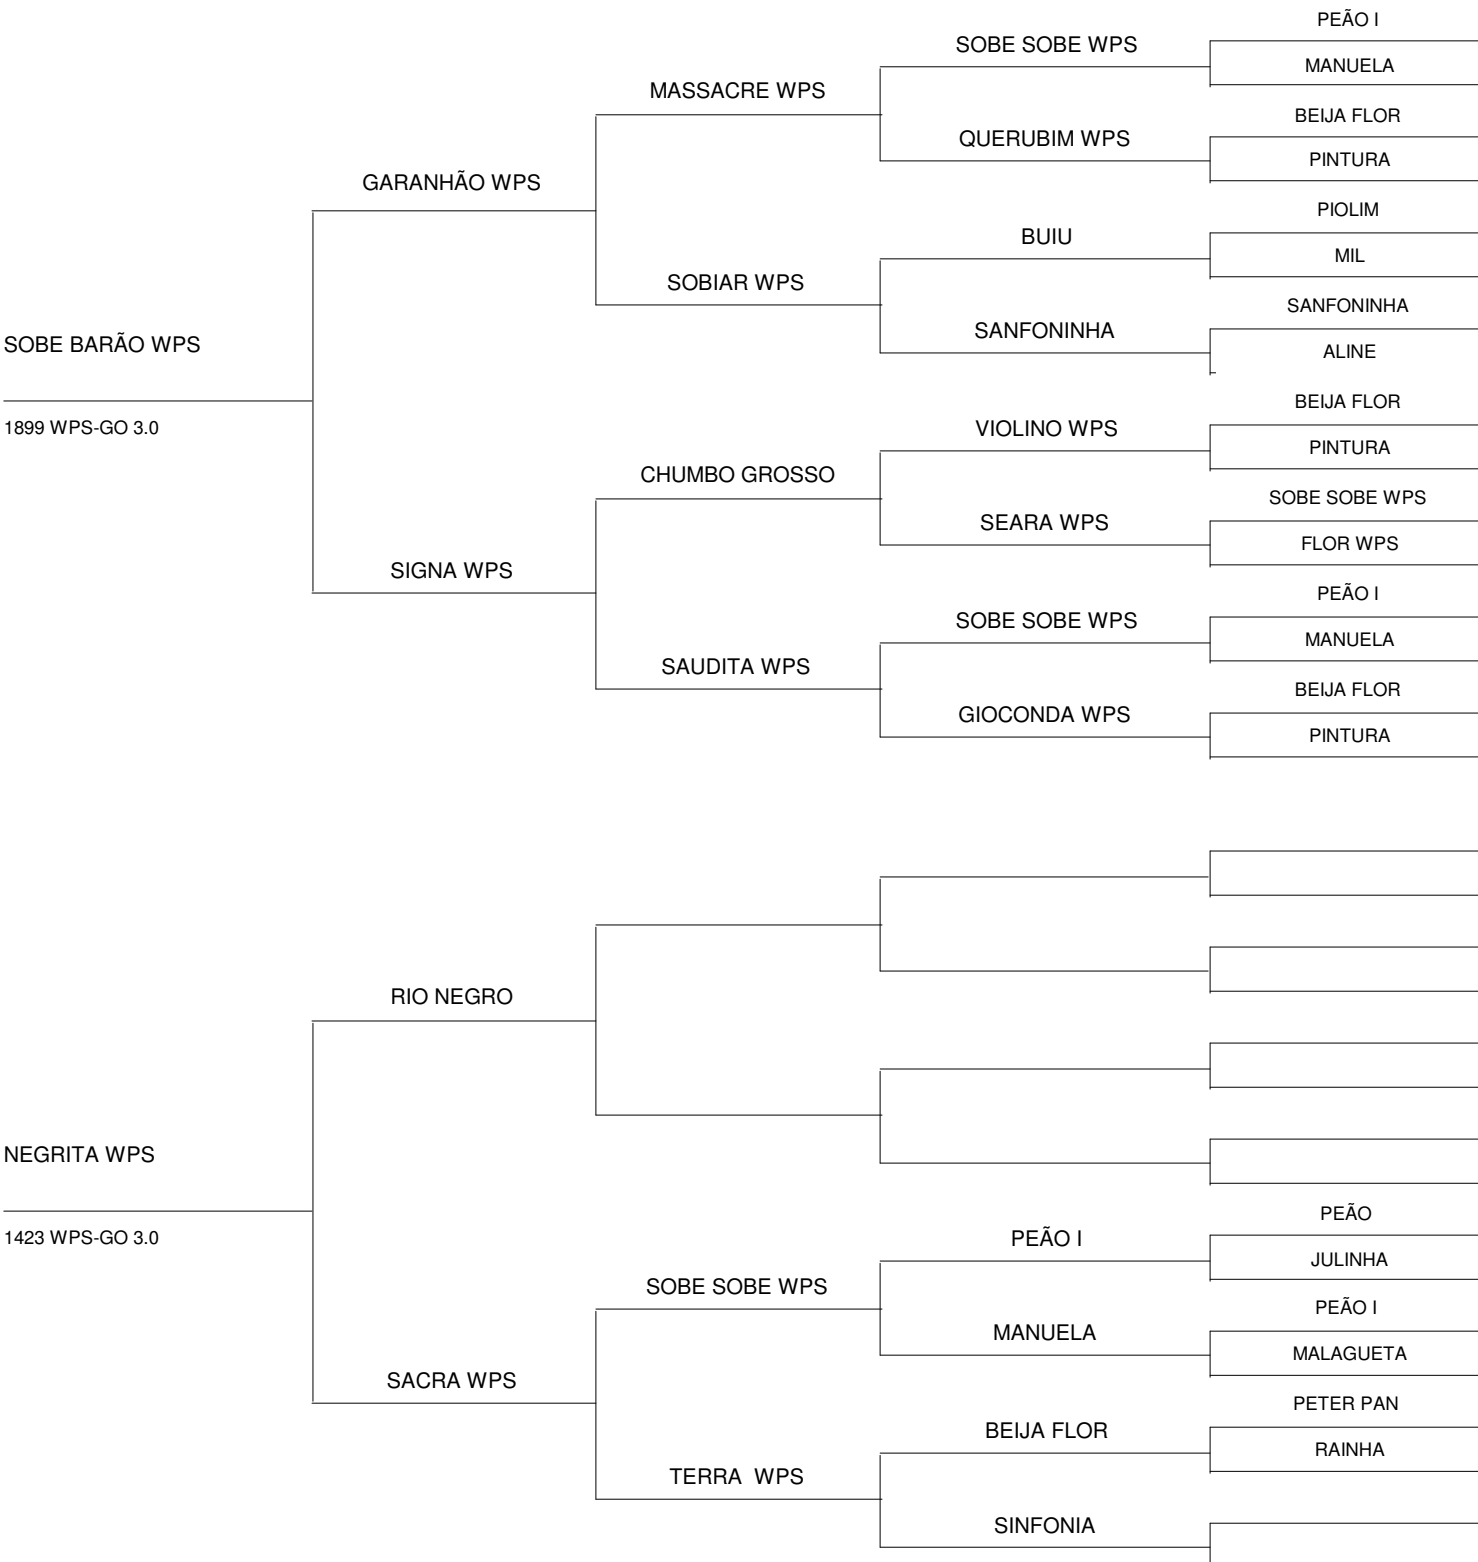 PEÃO I
SOBE SOBE WPS
MANUELA
MASSACRE WPS
BEIJA FLOR
QUERUBIM WPS
PINTURA
GARANHÃO WPS
PIOLIM
BUIU
MIL
SOBIAR WPS
SANFONINHA
SANFONINHA
ALINE
SOBE BARÃO WPS
1899 WPS-GO 3.0
BEIJA FLOR
VIOLINO WPS
PINTURA
CHUMBO GROSSO
SOBE SOBE WPS
SEARA WPS
FLOR WPS
SIGNA WPS
PEÃO I
SOBE SOBE WPS
MANUELA
SAUDITA WPS
BEIJA FLOR
GIOCONDA WPS
PINTURA
RIO NEGRO
NEGRITA WPS
1423 WPS-GO 3.0
PEÃO
PEÃO I
JULINHA
SOBE SOBE WPS
PEÃO I
MANUELA
MALAGUETA
SACRA WPS
PETER PAN
BEIJA FLOR
RAINHA
TERRA  WPS
SINFONIA